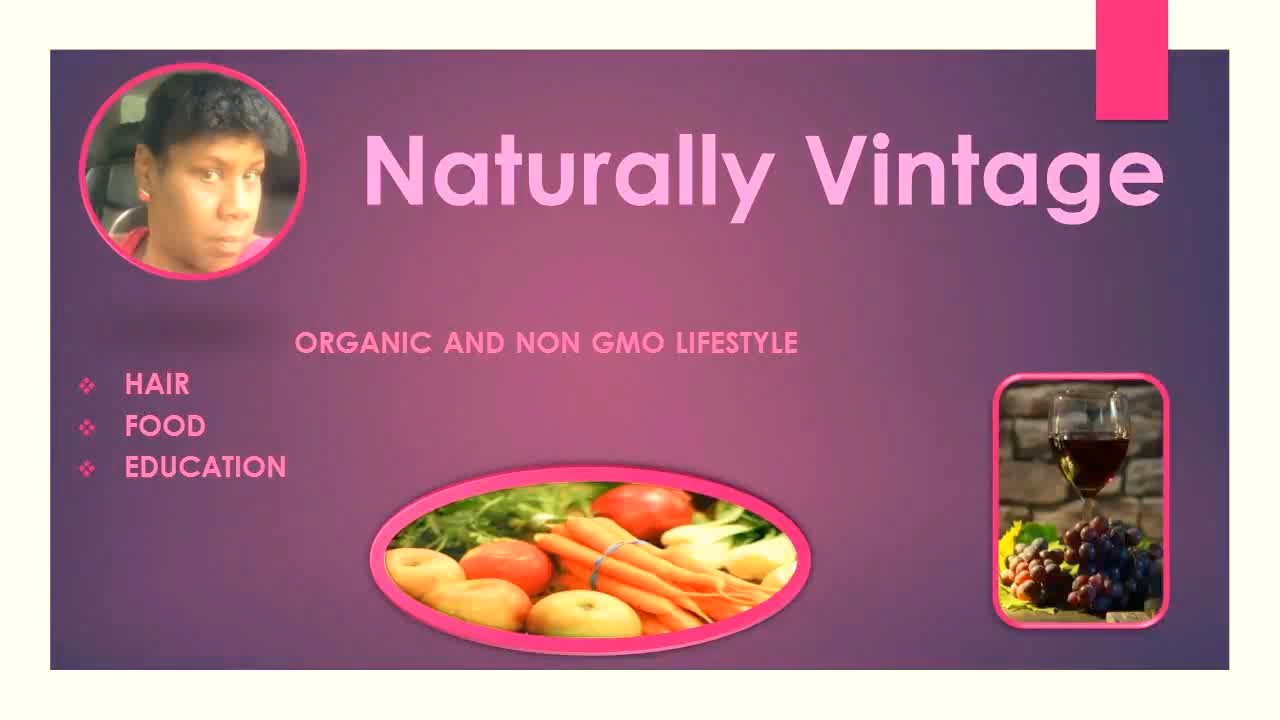 Naturally Vintage
ORGANIC AND NON GMO LIFESTYLE
HAIR
FOOD
EDUCATION